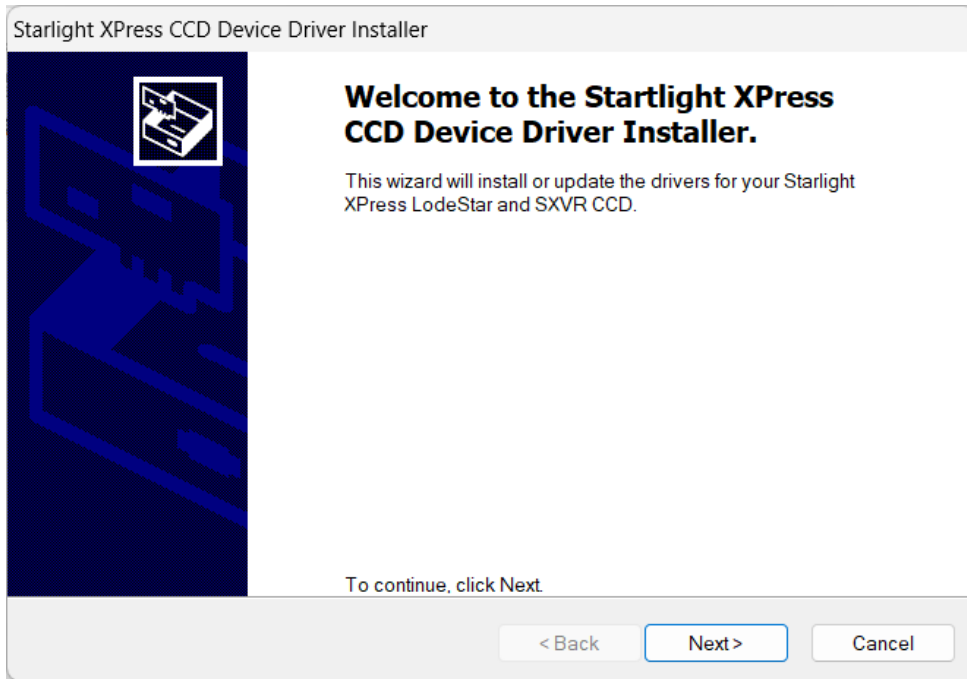 Starlight XPress CCD Device Driver Installer
Welcome to the Startlight XPress
CCD Device Driver Installer.
This wizard will install or update the drivers for your Starlight
XPress LodeStar and SXVR CCD.
To continue, click Next.
< Back
Next >
Cancel